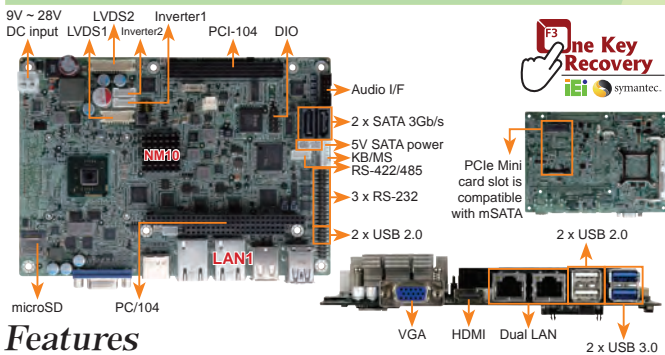 9V ~ 28V
DC input
LVDS2
LVDS1
Inverter1
Inverter2
PCI-104
DIO
Audio I/F
2 x SATA 3Gb/s
5V SATA power
KB/MS
RS-422/485
3 x RS-232
2 x USB 2.0
NM10
LAN1
microSD
PC/104
F3
One Key
Recovery
iEi
symantec.
PCIe Mini
card slot is
compatible
with mSATA
2 x USB 2.0
VGA
HDMI
Dual LAN
2 x USB 3.0
Features